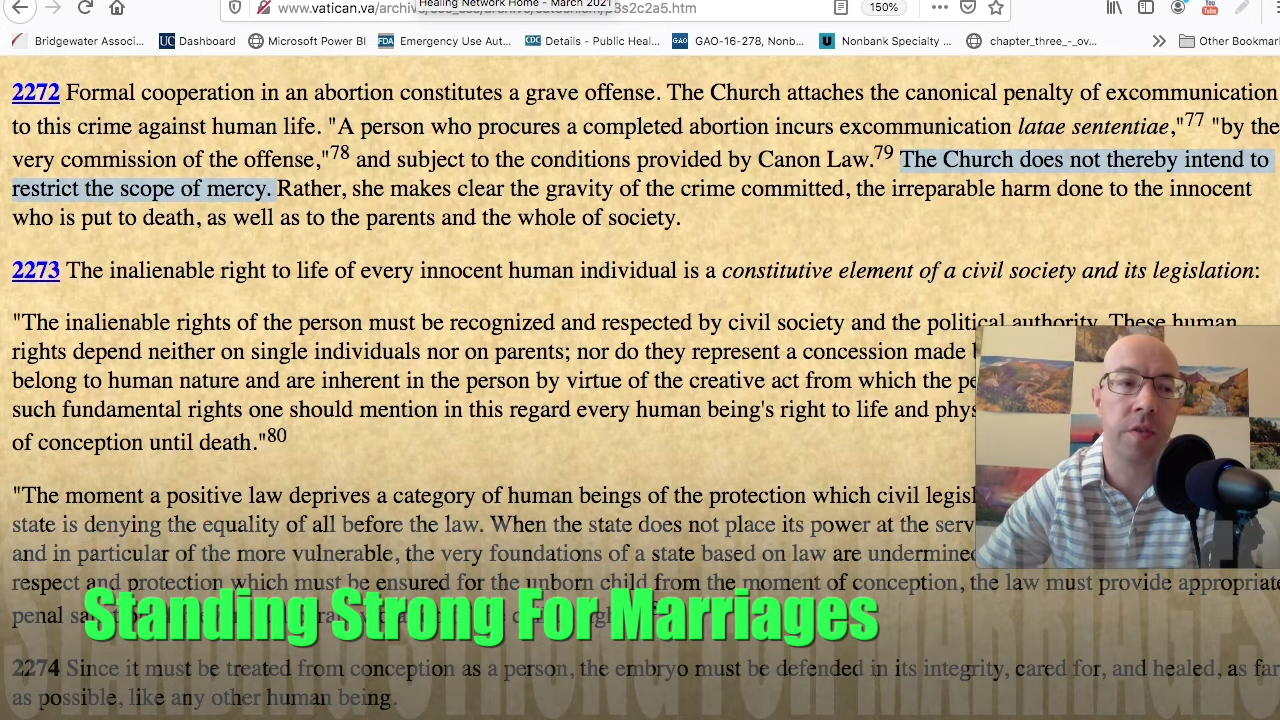 Healing Network Home - March 2021
www.vatican.va/archiv
3s2c2a5.htm
150%
Bridgewater Associa...
UC Dashboard
Microsoft Power BI
FDA Emergency Use Aut...
CDC Details - Public Heal...
GAO GAO-16-278, Nonb...
U Nonbank Specialty ...
chapter_three_-_ov...
Other Bookmar
2272 Formal cooperation in an abortion constitutes a grave offense. The Church attaches the canonical penalty of excommunication
to this crime against human life. "A person who procures a completed abortion incurs excommunication latae sententiae,"77 "by the
very commission of the offense,"78 and subject to the conditions provided by Canon Law.79 The Church does not thereby intend to
restrict the scope of mercy. Rather, she makes clear the gravity of the crime committed, the irreparable harm done to the innocent
who is put to death, as well as to the parents and the whole of society.
2273 The inalienable right to life of every innocent human individual is a constitutive element of a civil society and its legislation:
"The inalienable rights of the person must be recognized and respected by civil society and the political authority. These human
rights depend neither on single individuals nor on parents; nor do they represent a concession made
belong to human nature and are inherent in the person by virtue of the creative act from which the pe
such fundamental rights one should mention in this regard every human being's right to life and phys
of conception until death."80
"The moment a positive law deprives a category of human beings of the protection which civil legisl
state is denying the equality of all before the law. When the state does not place its power at the serv
and in particular of the more vulnerable, the very foundations of a state based on law are undermined
respect and protection which must be ensured for the unborn child from the moment of conception, the law must provide appropriate
penal sa
Standing Strong For Marriages
2274 Since it must be treated from conception as a person, the embryo must be defended in its integrity, cared for, and healed, as far
as possible, like any other human being.